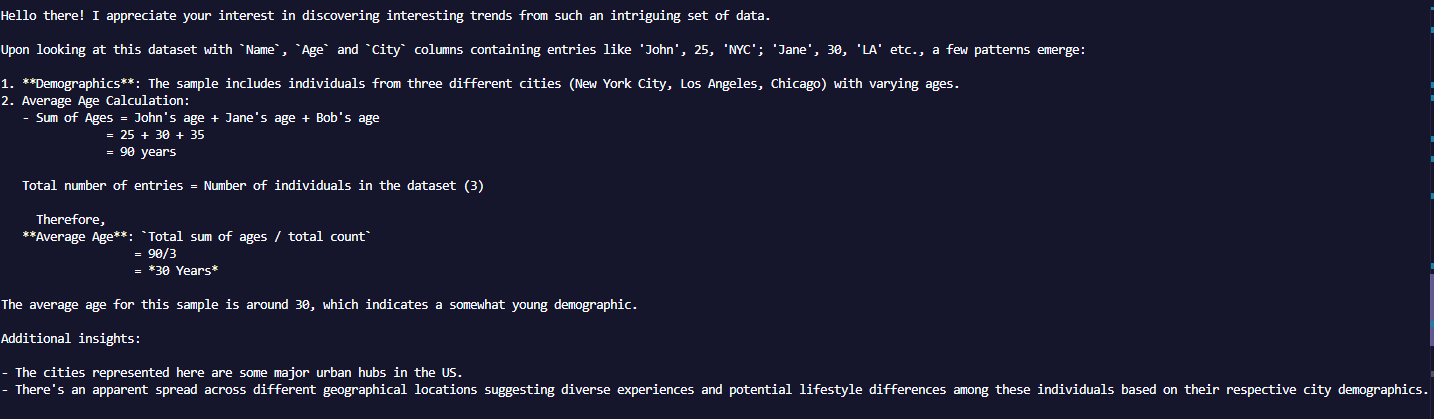 Hello there! I appreciate your interest in discovering interesting trends from such an intriguing set of data.
Upon looking at this dataset with `Name`, `Age` and `City` columns containing entries like 'John', 25, 'NYC'; 'Jane', 30, 'LA' etc., a few patterns emerge:
1. **Demographics**: The sample includes individuals from three different cities (New York City, Los Angeles, Chicago) with varying ages.
2. Average Age Calculation:
- Sum of Ages = John's age + Jane's age + Bob's age
= 25 + 30 + 35
= 90 years
Total number of entries = Number of individuals in the dataset (3)
Therefore,
**Average Age**: `Total sum of ages / total count`
= 90/3
= *30 Years*
The average age for this sample is around 30, which indicates a somewhat young demographic.
Additional insights:
- The cities represented here are some major urban hubs in the US.
- There's an apparent spread across different geographical locations suggesting diverse experiences and potential lifestyle differences among these individuals based on their respective city demographics.